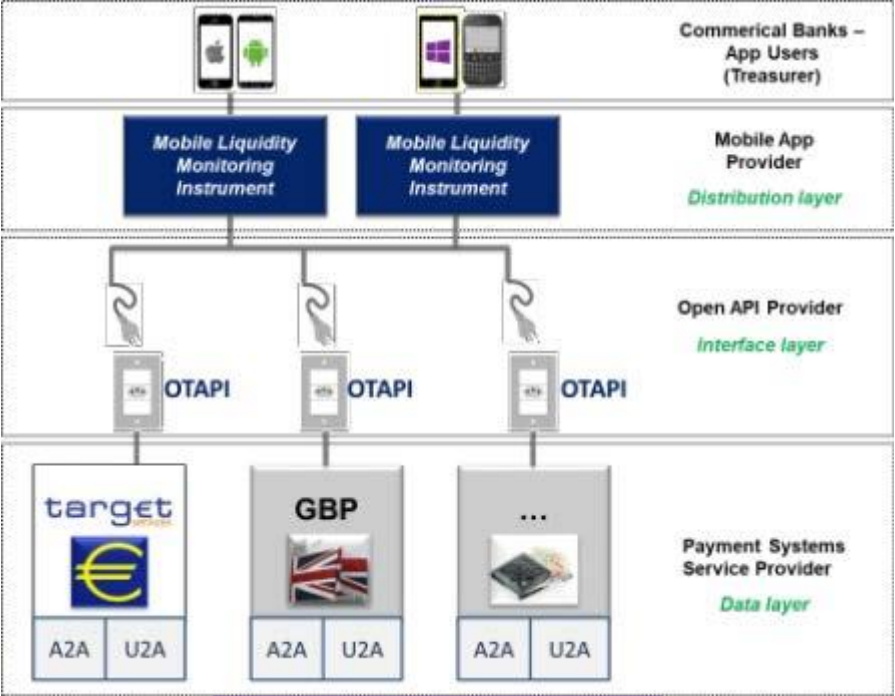 Commerical Banks –
App Users
(Treasurer)
Mobile Liquidity
Monitoring
Instrument
Mobile Liquidity
Monitoring
Instrument
Mobile App
Provider
Distribution layer
Open API Provider
Interface layer
OTAPI
OTAPI
OTAPI
target
GBP
...
Payment Systems
Service Provider
Data layer
A2A
U2A
A2A
U2A
A2A
U2A